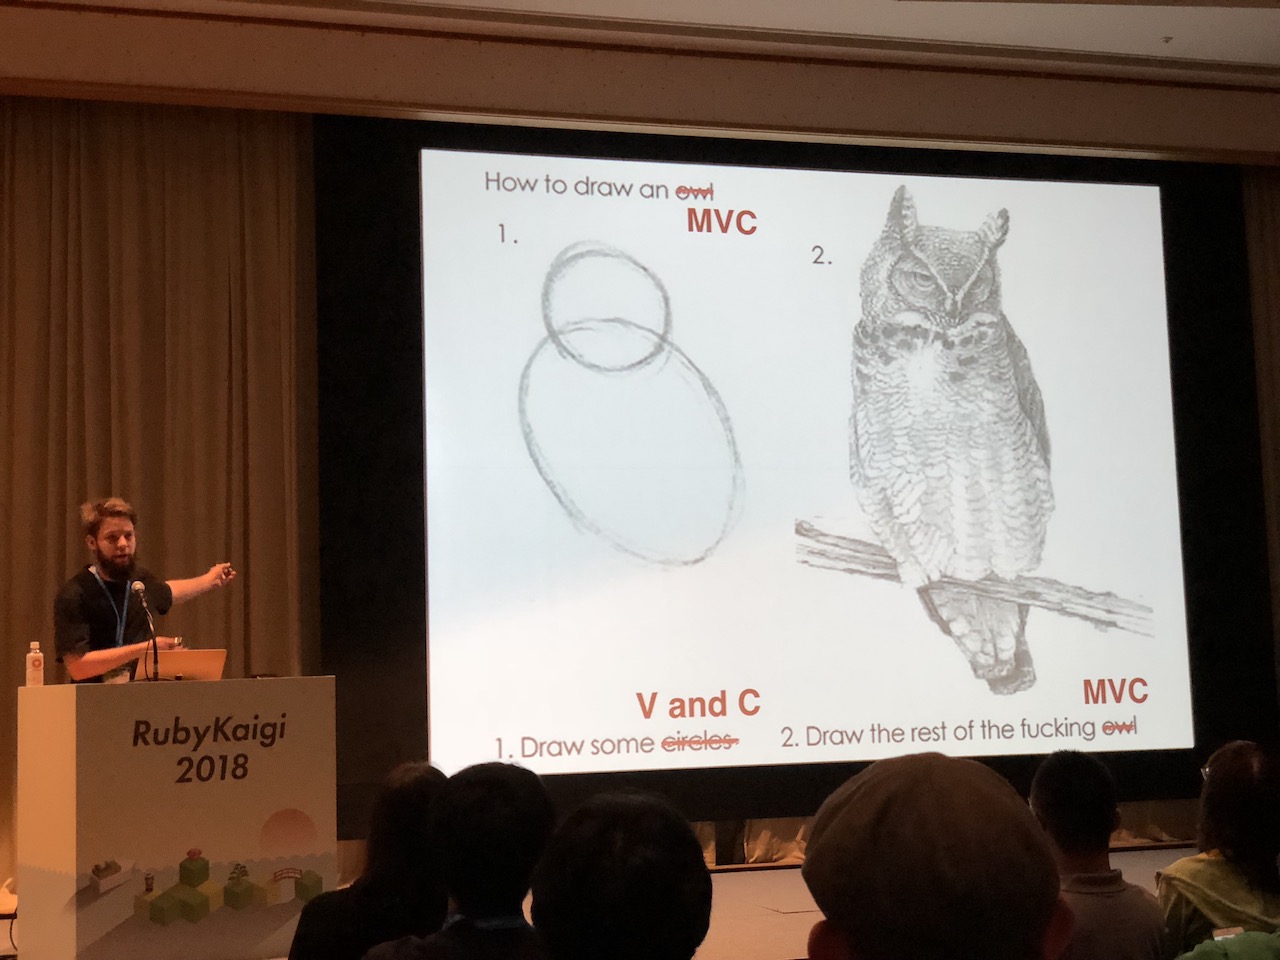 How to draw an owl
MVC
1.
2.
V and C
MVC
1. Draw some circles.
2. Draw the rest of the fucking owl
RubyKaigi
2018